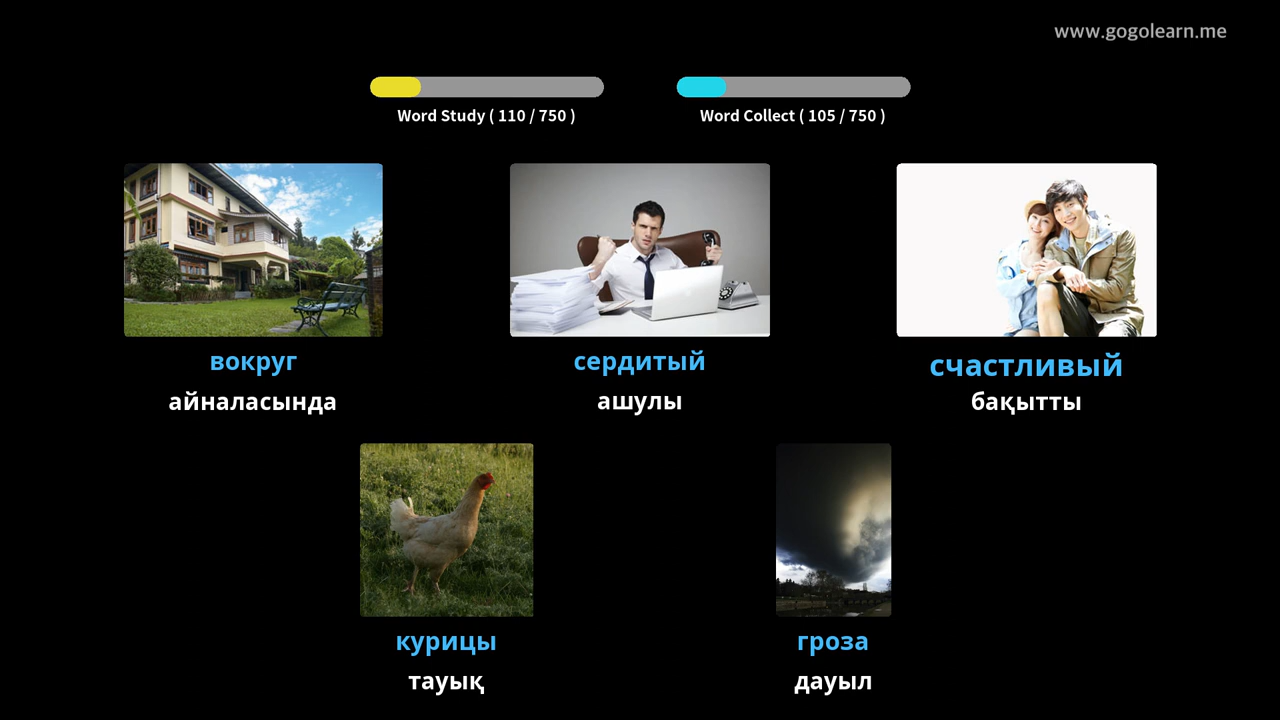 www.gogolearn.me
Word Study ( 110 / 750 )
Word Collect ( 105 / 750 )
вокруг
айналасында
сердитый
ашулы
счастливый
бақытты
курицы
тауық
гроза
дауыл